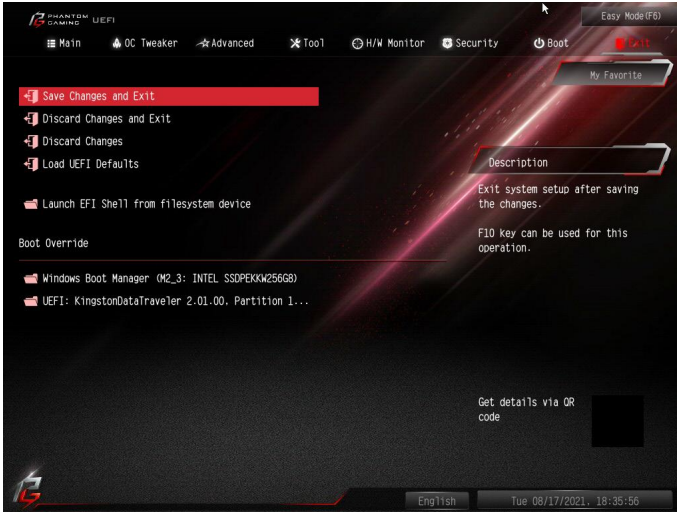 PHANTOM GAMING UEFI
Easy Mode(F6)
Main OC Tweaker Advanced Tool H/W Monitor Security Boot Exit
My Favorite
Save Changes and Exit
Discard Changes and Exit
Discard Changes
Load UEFI Defaults
Launch EFI Shell from filesystem device
Boot Override
Windows Boot Manager (M2_3: INTEL SSDPEKKW256G8)
UEFI: KingstonDataTraveler 2.01.00, Partition 1...
Description
Exit system setup after saving
the changes.
F10 key can be used for this
operation.
Get details via QR
code
English
Tue 08/17/2021. 18:35:56